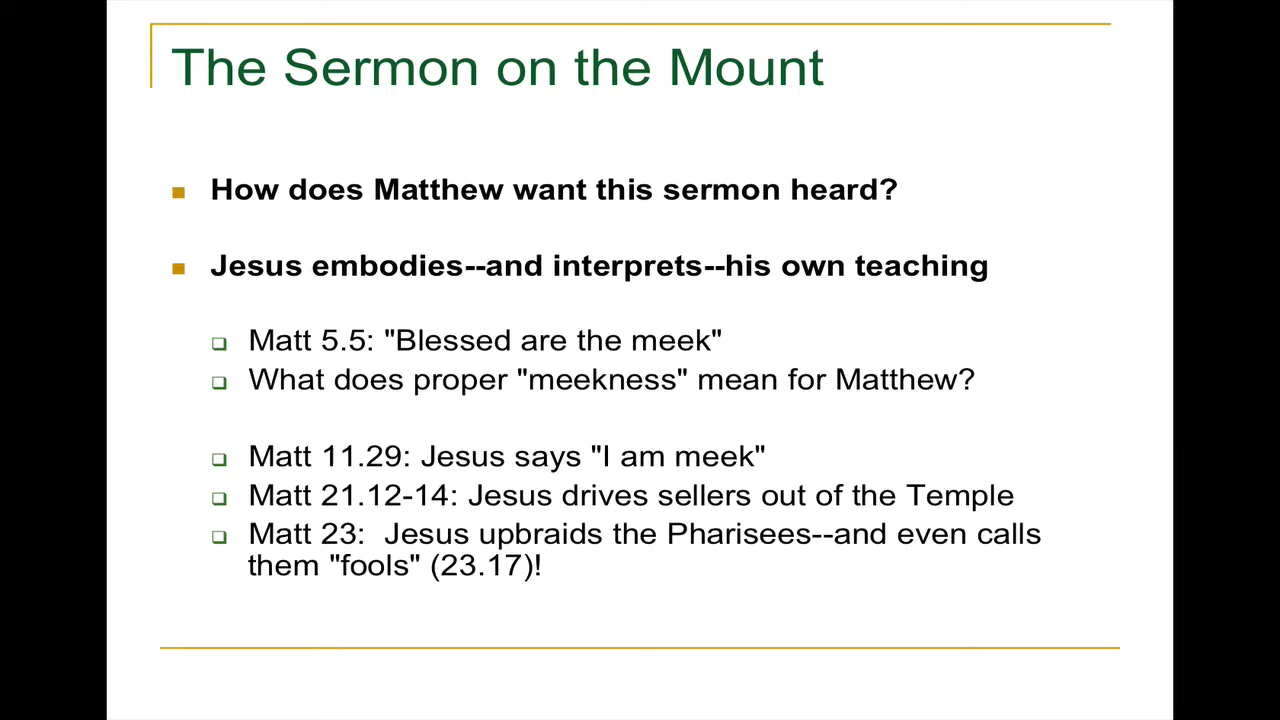 The Sermon on the Mount
How does Matthew want this sermon heard?
Jesus embodies--and interprets--his own teaching
Matt 5.5: "Blessed are the meek"
What does proper "meekness" mean for Matthew?
Matt 11.29: Jesus says "I am meek"
Matt 21.12-14: Jesus drives sellers out of the Temple
Matt 23:  Jesus upbraids the Pharisees--and even calls
them "fools" (23.17)!